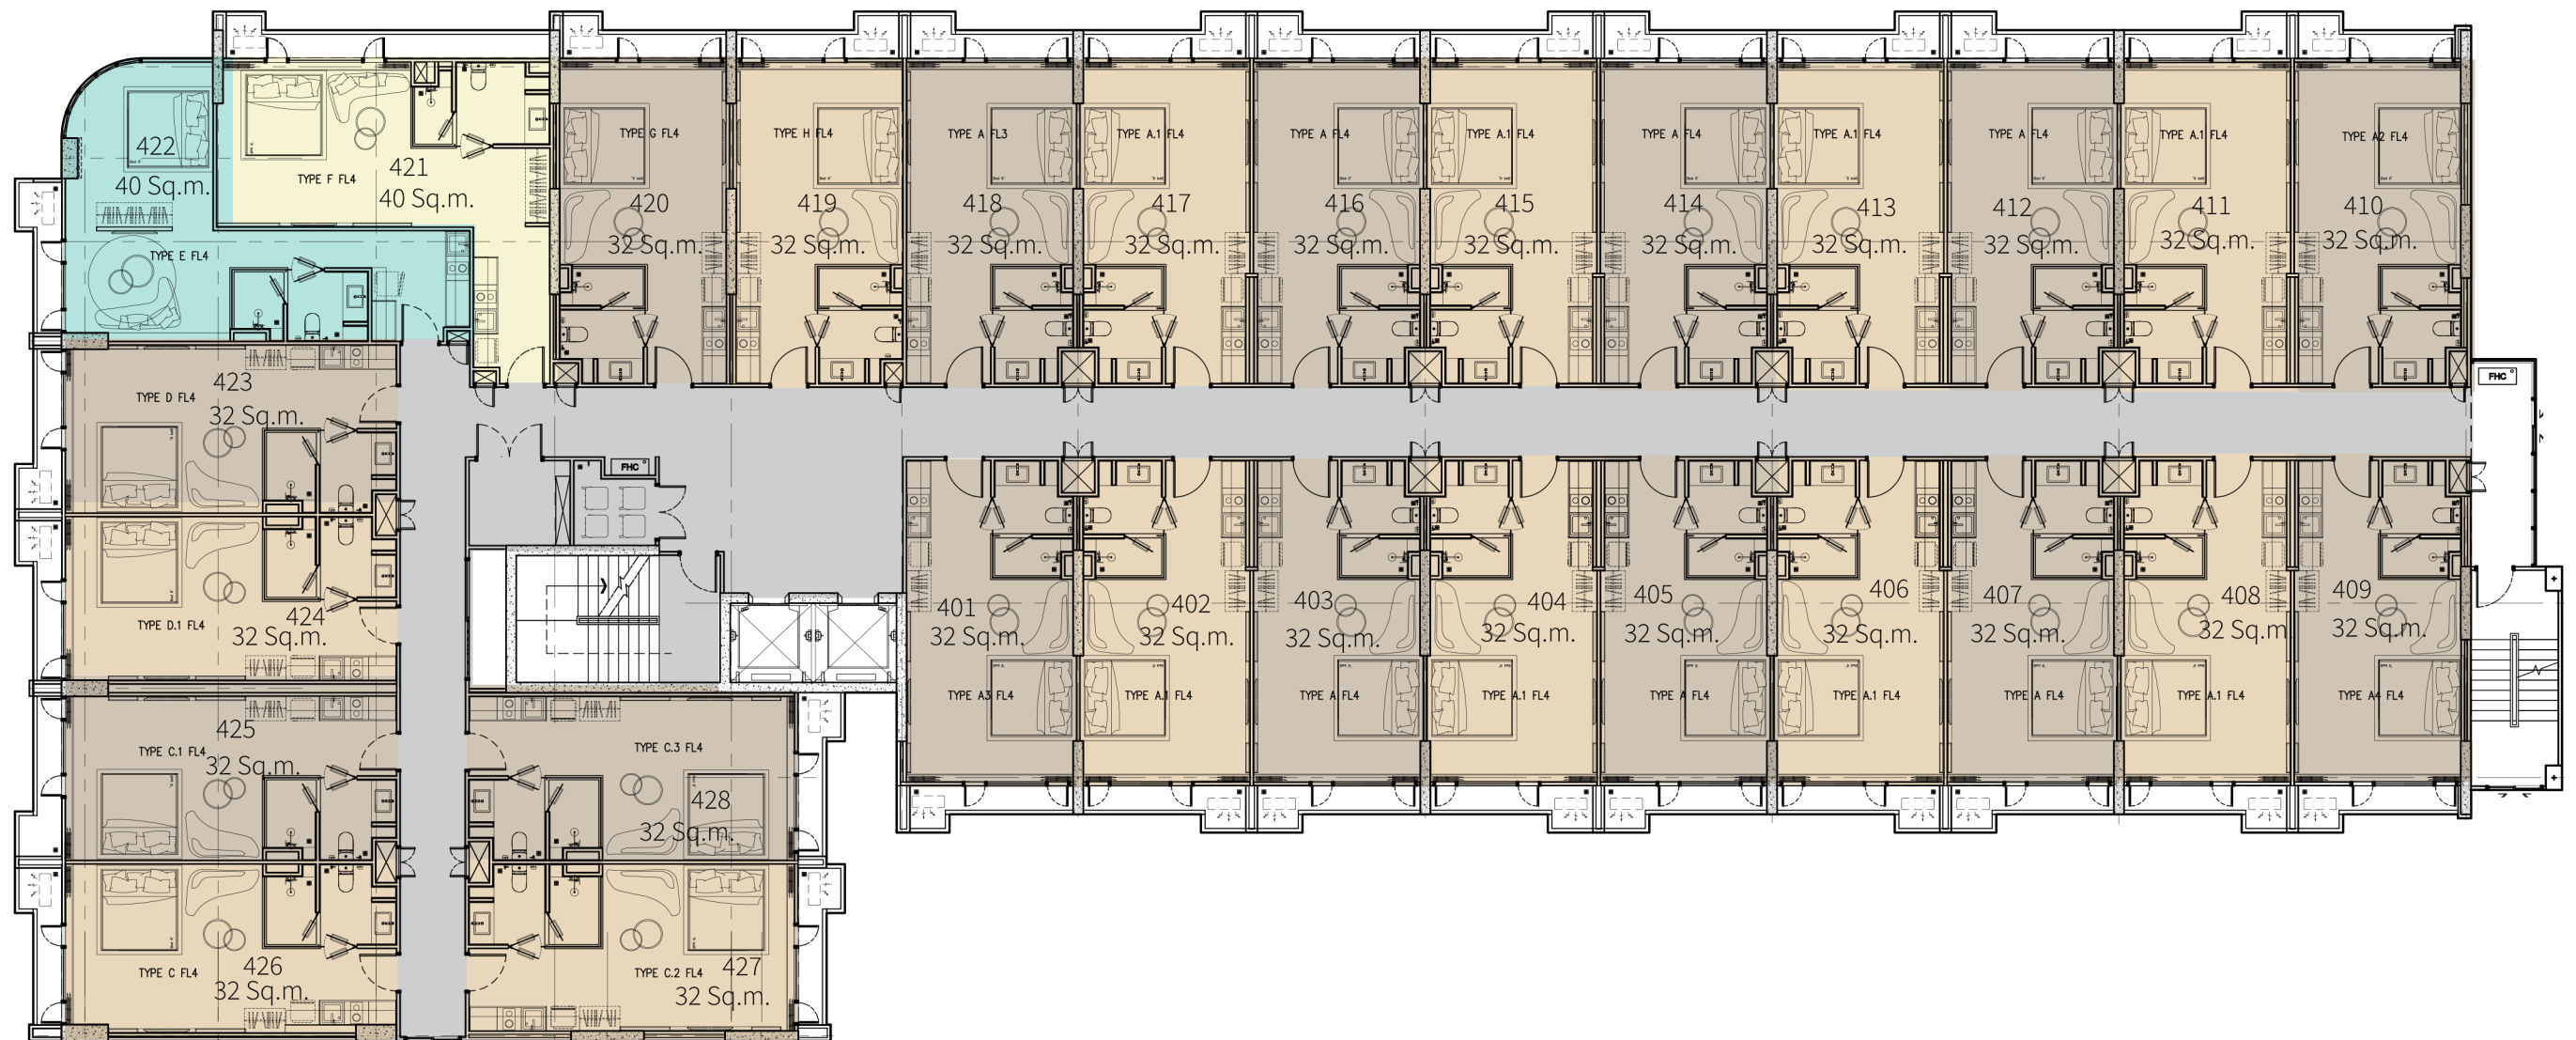 422
40 Sq.m.
TYPE E FL4
TYPE F FL4
421
40 Sq.m.
TYPE G FL4
420
32 Sq.m.
TYPE H FL4
419
32 Sq.m.
TYPE A FL3
418
32 Sq.m.
TYPE A.1 FL4
417
32 Sq.m.
TYPE A FL4
416
32 Sq.m.
TYPE A.1 FL4
415
32 Sq.m.
TYPE A FL4
414
32 Sq.m.
TYPE A.1 FL4
413
32 Sq.m.
TYPE A FL4
412
32 Sq.m.
TYPE A.1 FL4
411
32 Sq.m.
TYPE A2 FL4
410
32 Sq.m.
FHC
423
TYPE D FL4
32 Sq.m.
FHC
424
TYPE D.1 FL4
32 Sq.m.
401
32 Sq.m.
TYPE A3 FL4
402
32 Sq.m.
TYPE A.1 FL4
403
32 Sq.m.
TYPE A FL4
404
32 Sq.m.
TYPE A.1 FL4
405
32 Sq.m.
TYPE A FL4
406
32 Sq.m.
TYPE A.1 FL4
407
32 Sq.m.
TYPE A FL4
408
32 Sq.m.
TYPE A.1 FL4
409
32 Sq.m.
TYPE A4 FL4
425
TYPE C.1 FL4
32 Sq.m.
TYPE C.3 FL4
428
32 Sq.m.
TYPE C FL4
426
32 Sq.m.
TYPE C.2 FL4
427
32 Sq.m.